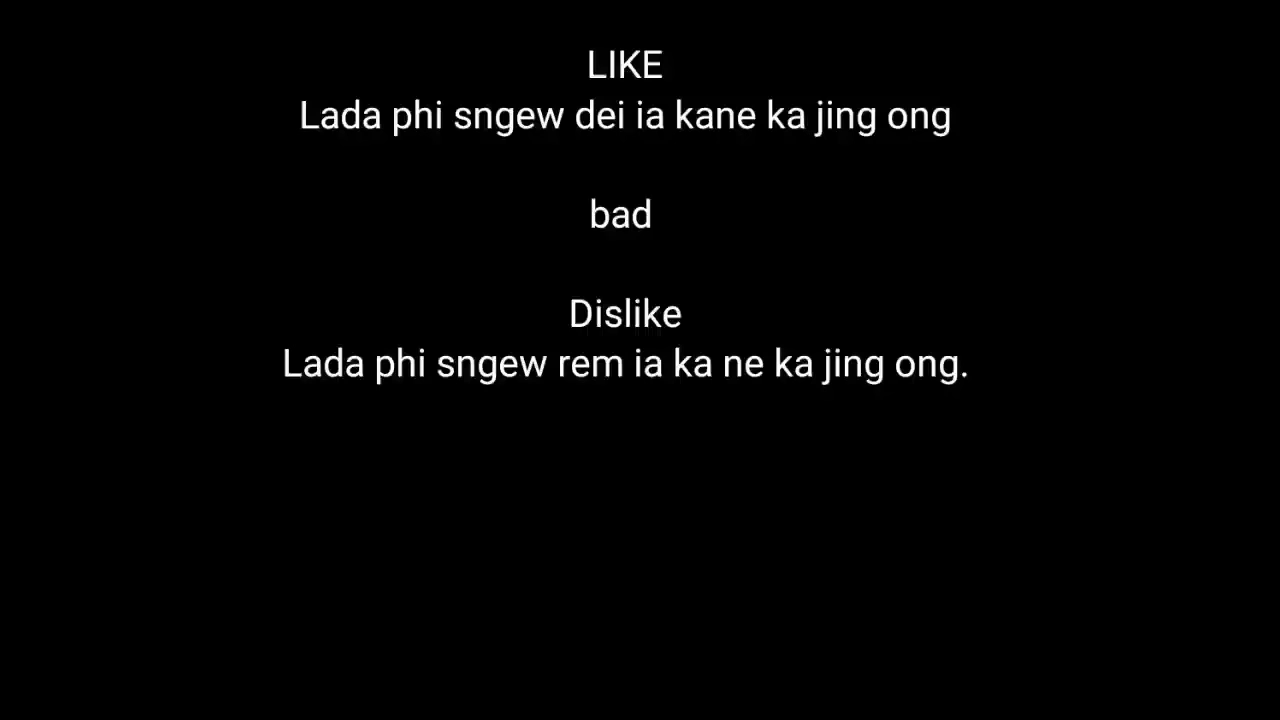 LIKE
Lada phi sngew dei ia kane ka jing ong
bad
Dislike
Lada phi sngew rem ia ka ne ka jing ong.